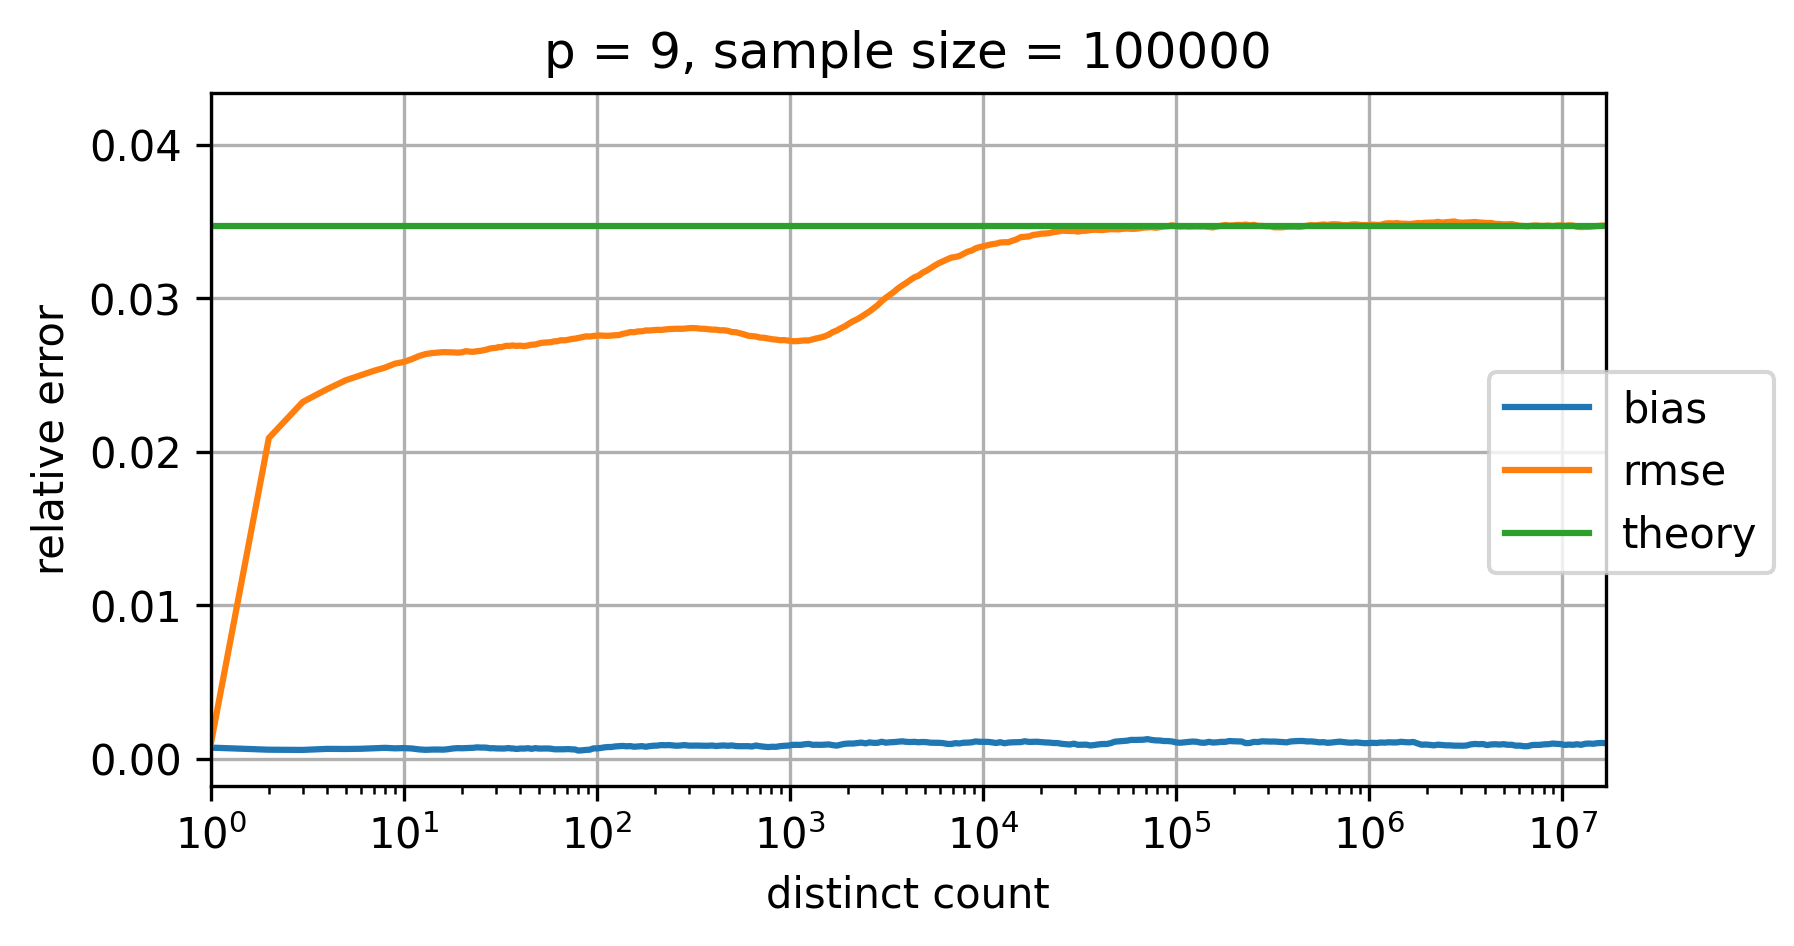 p = 9, sample size = 100000
relative error
0.04
0.03
0.02
0.01
0.00
bias
rmse
theory
10⁰ 10¹ 10² 10³ 10⁴ 10⁵ 10⁶ 10⁷
distinct count